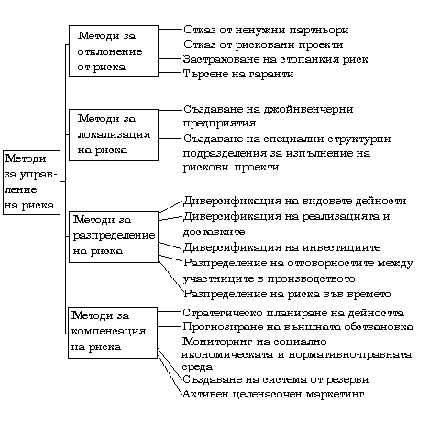 Методи
за управ-
ление
на риска
Методи за
отклонение
от риска
Отказ от ненужни партньори
Отказ от рисковани проекти
Застраховане на стопанкия риск
Търсене на гаранти
Методи за
локализация
на риска
Създаване на джойнвенчерни
предприятия
Създаване на специални структурни
подразделения за изпълнение на
рискови проекти
Методи за
разпределение
на риска
Диверсификация на видовете дейности
Диверсификация на реализацията и
доставките
Диверсификация на инвестициите
Разпределение на отговорностите между
участниците в производството
Разпределение на риска във времето
Методи за
компенсация
на риска
Стратегическо планиране на дейността
Прогнозиране на външната обстановка
Мониторинг на социално
икономическата и нормативно-правната
среда
Създаване на система от резерви
Активен целенасочен маркетинг